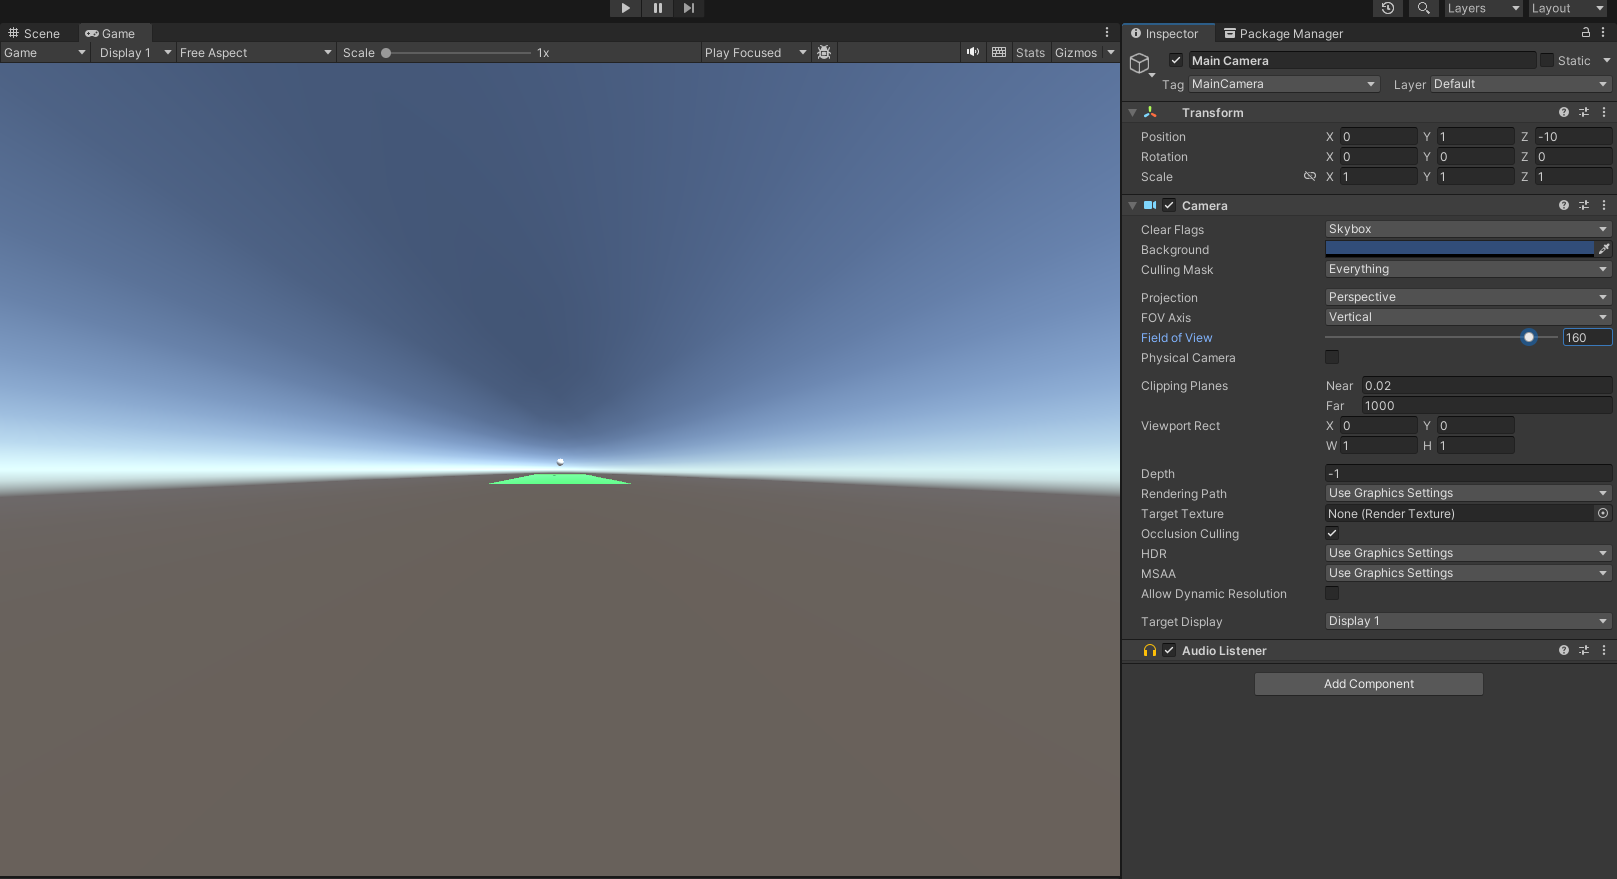 Layers Layout
Scene Game
Game Display 1 Free Aspect Scale 1x Play Focused Stats Gizmos
Inspector Package Manager
Main Camera Static
Tag MainCamera Layer Default
Transform
Position X 0 Y 1 Z -10
Rotation X 0 Y 0 Z 0
Scale X 1 Y 1 Z 1
Camera
Clear Flags Skybox
Background
Culling Mask Everything
Projection Perspective
FOV Axis Vertical
Field of View 160
Physical Camera
Clipping Planes Near 0.02
Far 1000
Viewport Rect X 0 Y 0
W 1 H 1
Depth -1
Rendering Path Use Graphics Settings
Target Texture None (Render Texture)
Occlusion Culling
HDR Use Graphics Settings
MSAA Use Graphics Settings
Allow Dynamic Resolution
Target Display Display 1
Audio Listener
Add Component